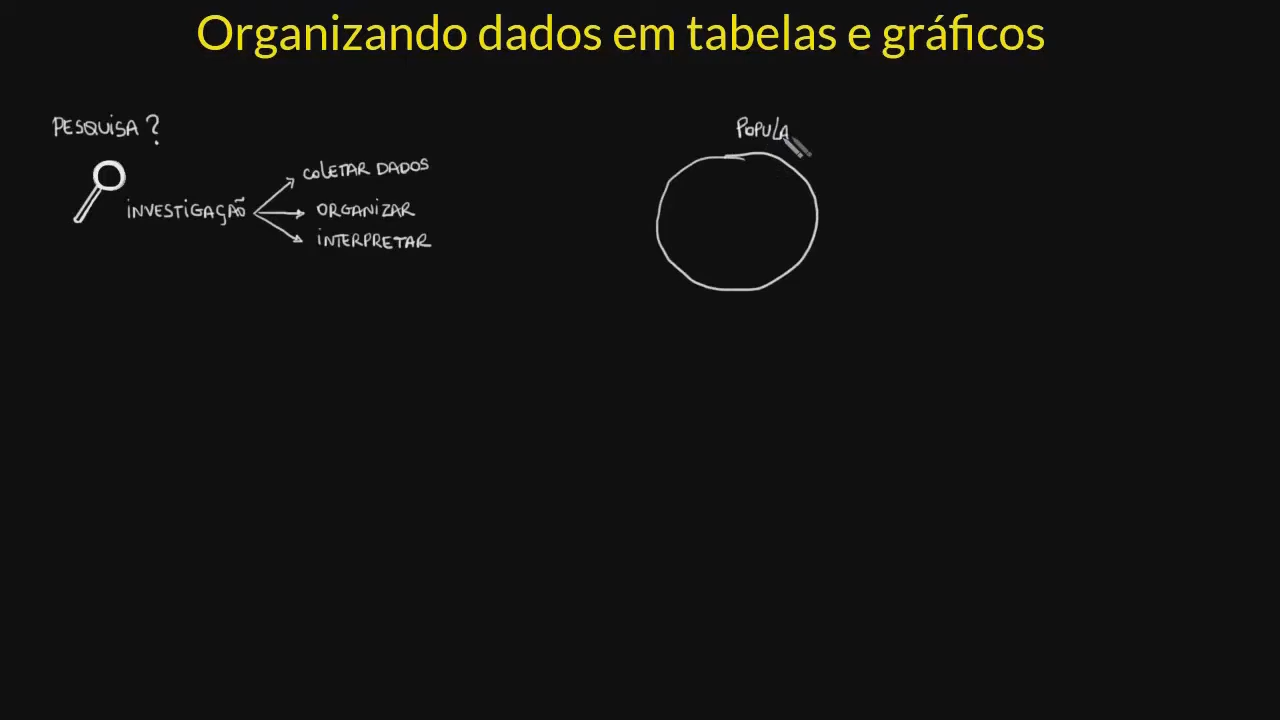 Organizando dados em tabelas e gráficos
PESQUISA?
INVESTIGAÇÃO
COLETAR DADOS
ORGANIZAR
INTERPRETAR
POPULA